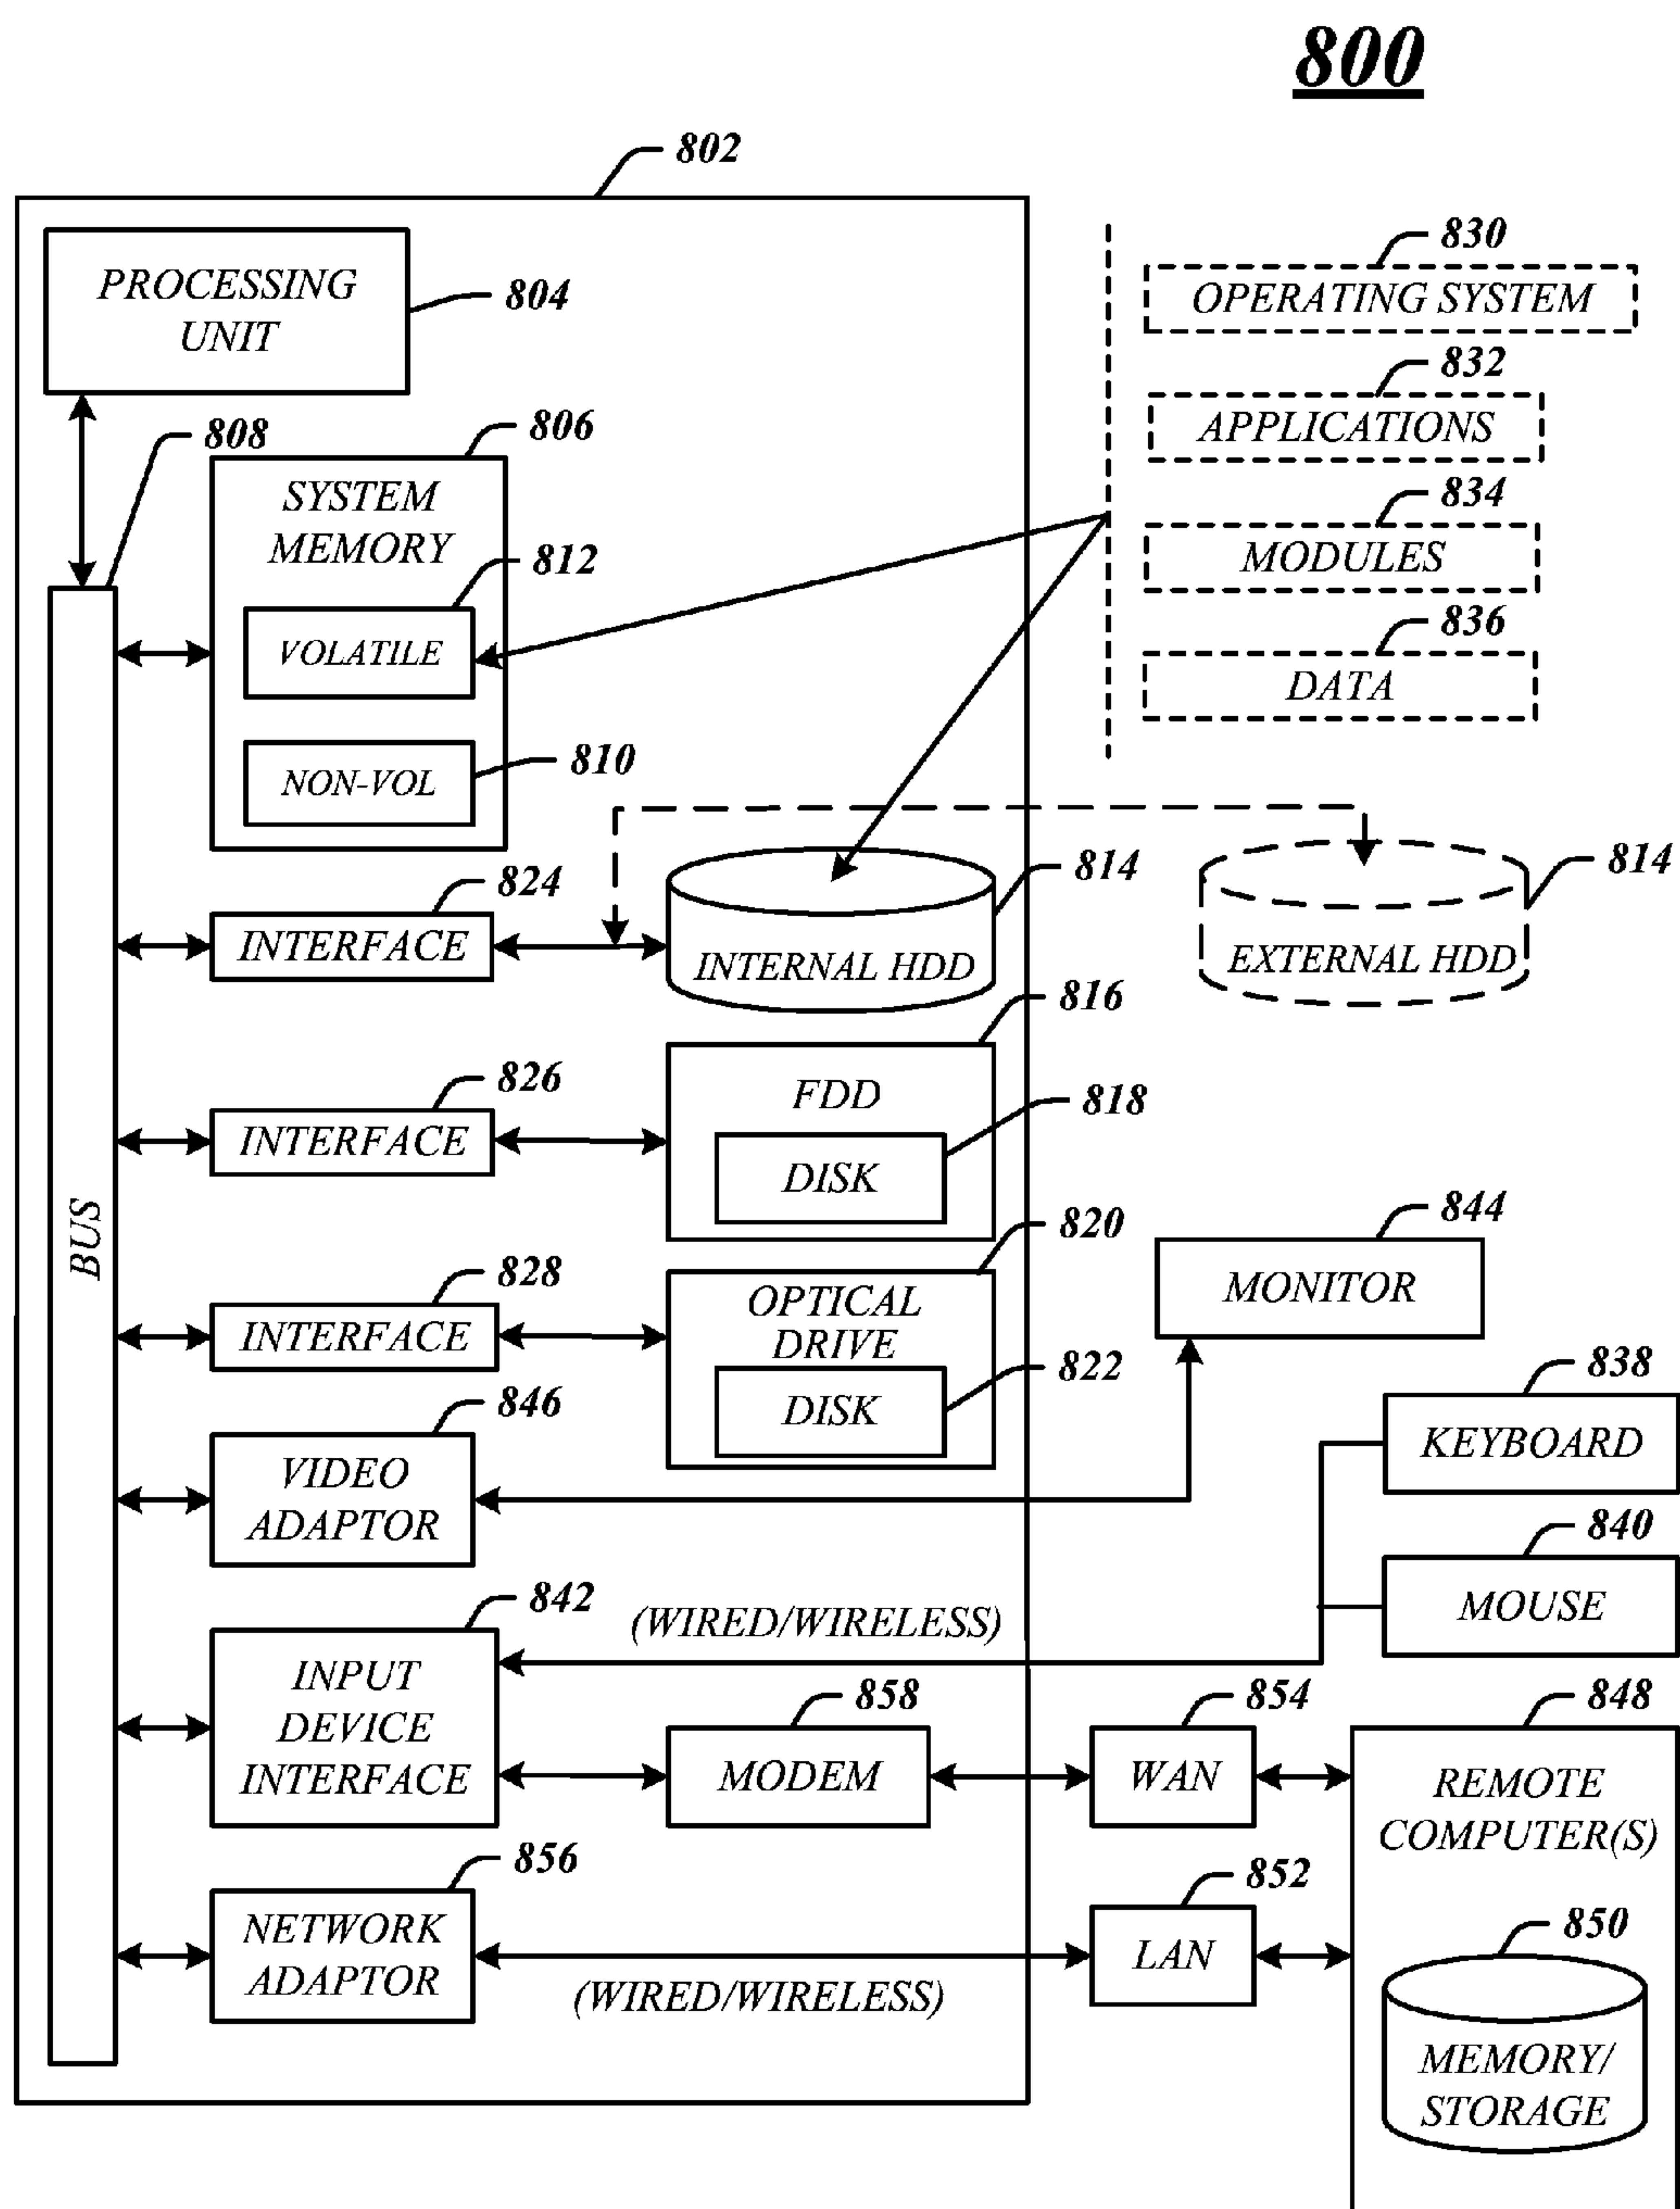 800
802
PROCESSING
UNIT
804
830
OPERATING SYSTEM
832
APPLICATIONS
834
MODULES
836
DATA
808
806
SYSTEM
MEMORY
812
VOLATILE
810
NON-VOL
824
INTERFACE
814
INTERNAL HDD
814
EXTERNAL HDD
816
FDD
818
DISK
826
INTERFACE
BUS
820
OPTICAL
DRIVE
822
DISK
828
INTERFACE
844
MONITOR
846
VIDEO
ADAPTOR
838
KEYBOARD
840
MOUSE
842
INPUT
DEVICE
INTERFACE
(WIRED/WIRELESS)
858
MODEM
854
WAN
848
REMOTE
COMPUTER(S)
856
NETWORK
ADAPTOR
(WIRED/WIRELESS)
852
LAN
850
MEMORY/
STORAGE